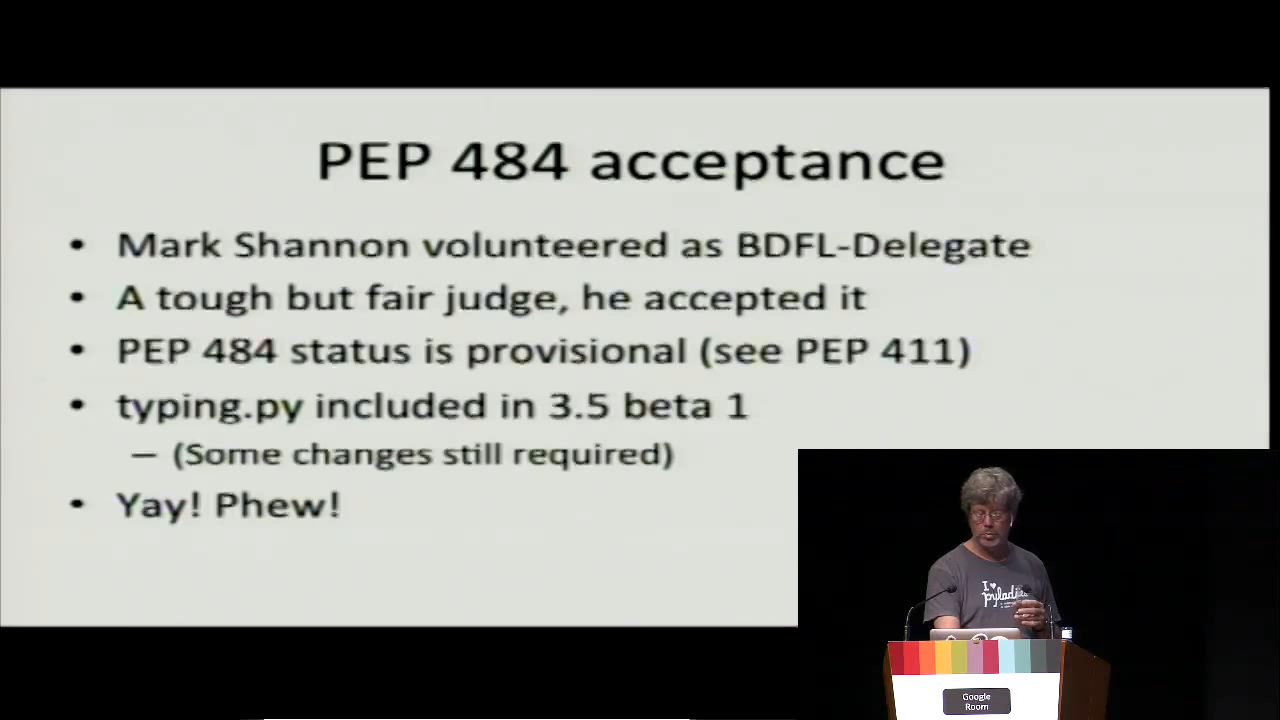 PEP 484 acceptance
• Mark Shannon volunteered as BDFL-Delegate
• A tough but fair judge, he accepted it
• PEP 484 status is provisional (see PEP 411)
• typing.py included in 3.5 beta 1
– (Some changes still required)
• Yay! Phew!
I ♥
Google
Room